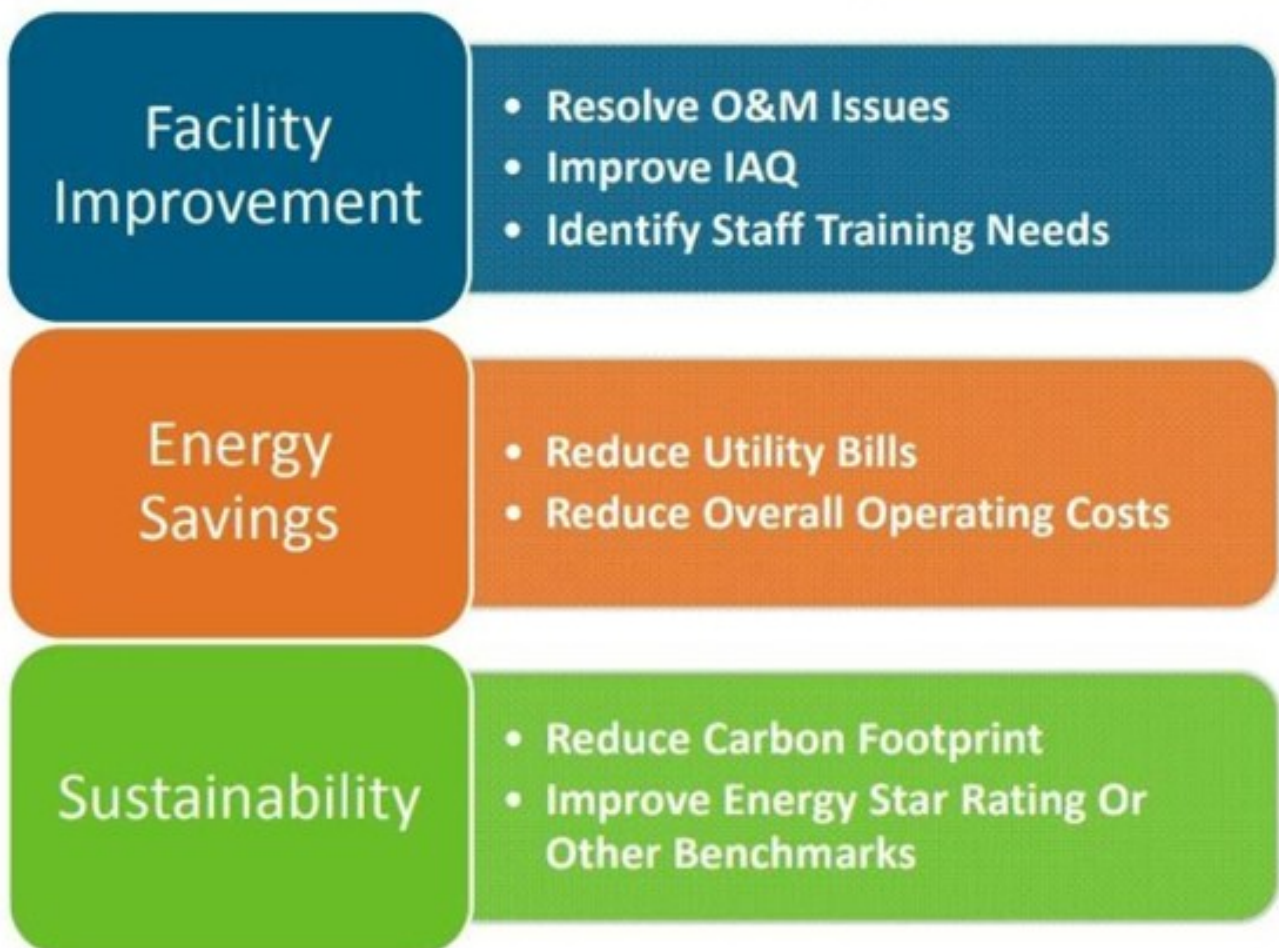 Facility
Improvement
• Resolve O&M Issues
• Improve IAQ
• Identify Staff Training Needs
Energy
Savings
• Reduce Utility Bills
• Reduce Overall Operating Costs
Sustainability
• Reduce Carbon Footprint
• Improve Energy Star Rating Or
Other Benchmarks